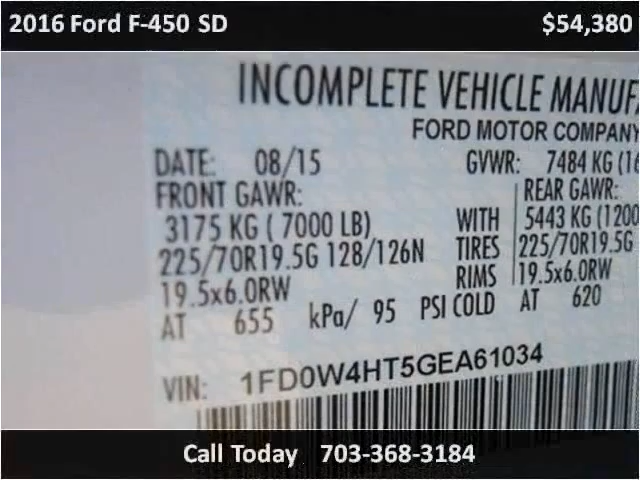 2016 Ford F-450 SD $54,380
INCOMPLETE VEHICLE MANUF
FORD MOTOR COMPANY
DATE: 08/15 GVWR: 7484 KG (16
FRONT GAWR: REAR GAWR:
3175 KG ( 7000 LB) WITH 5443 KG (1200
225/70R19.5G 128/126N TIRES 225/70R19.5G
19.5x6.0RW RIMS 19.5x6.0RW
AT 655 kPa/ 95 PSI COLD AT 620
VIN: 1FD0W4HT5GEA61034
Call Today 703-368-3184